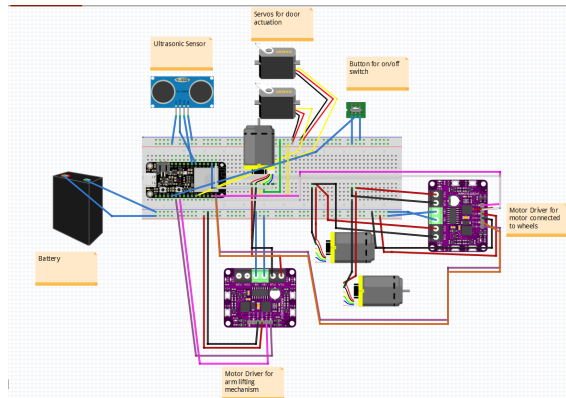 Servos for door
actuation
Ultrasonic Sensor
Button for on/off
switch
Motor Driver for
motor connected
to wheels
Battery
Motor Driver for
arm lifting
mechanism